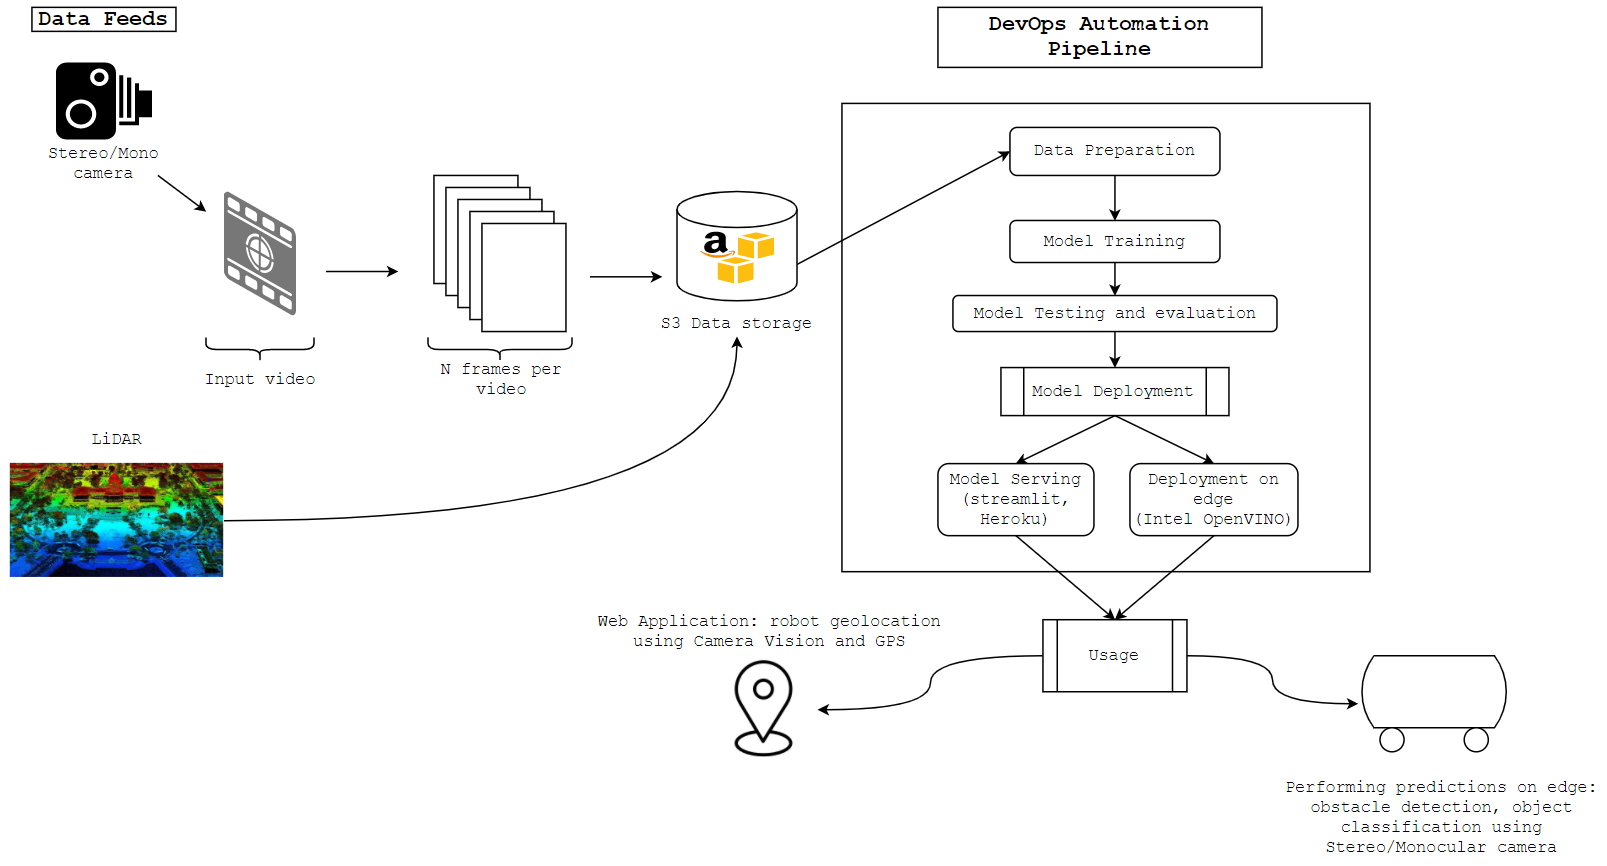 Data Feeds
DevOps Automation
Pipeline
Stereo/Mono
camera
Input video
N frames per
video
a
S3 Data storage
LiDAR
Data Preparation
Model Training
Model Testing and evaluation
Model Deployment
Model Serving
(streamlit,
Heroku)
Deployment on
edge
(Intel OpenVINO)
Usage
Web Application: robot geolocation
using Camera Vision and GPS
Performing predictions on edge:
obstacle detection, object
classification using
Stereo/Monocular camera